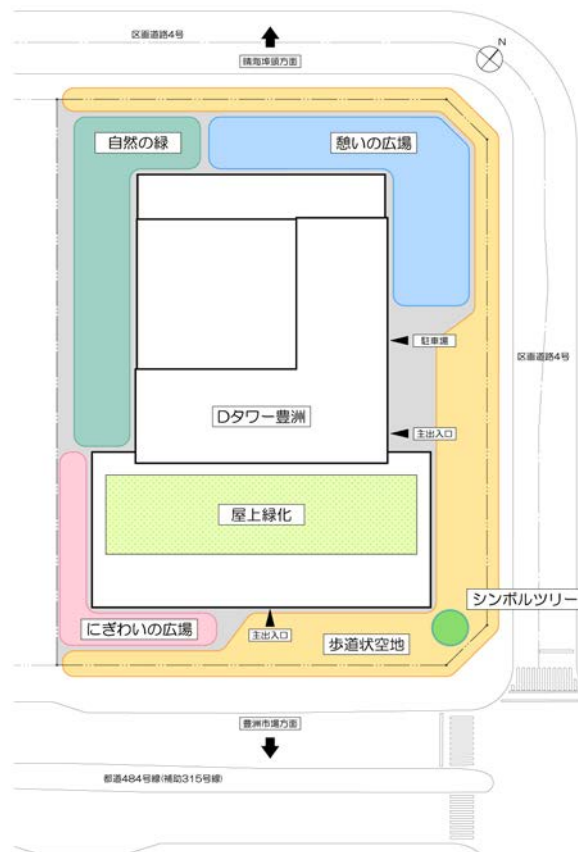 区画道路4号
晴海埠頭方面
N
自然の緑
憩いの広場
駐車場
区画道路4号
Dタワー豊洲
主出入口
屋上緑化
シンボルツリー
にぎわいの広場
主出入口
歩道状空地
豊洲市場方面
都道484号線(補助315号線)